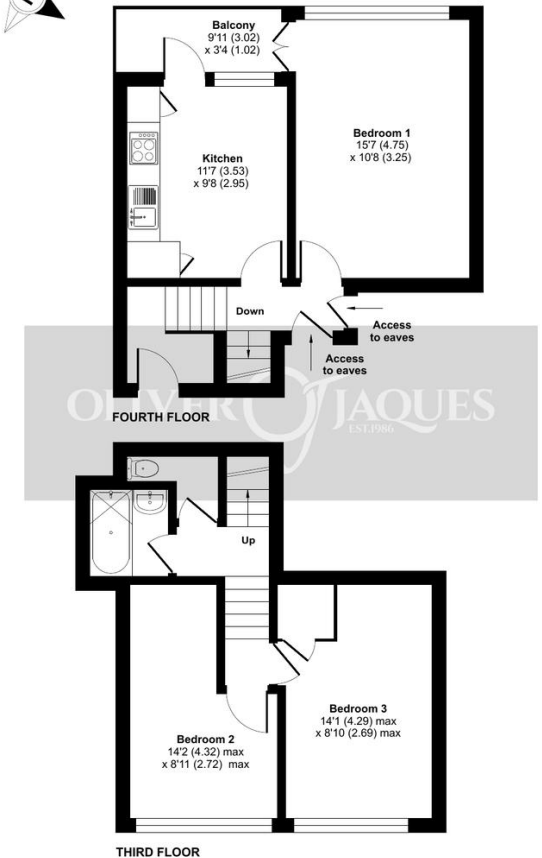 Balcony
9'11 (3.02)
x 3'4 (1.02)
Bedroom 1
15'7 (4.75)
x 10'8 (3.25)
Kitchen
11'7 (3.53)
x 9'8 (2.95)
Down
Access
to eaves
Access
to eaves
OLIVER JAQUES
EST.1986
FOURTH FLOOR
Up
Bedroom 3
14'1 (4.29) max
x 8'10 (2.69) max
Bedroom 2
14'2 (4.32) max
x 8'11 (2.72) max
THIRD FLOOR